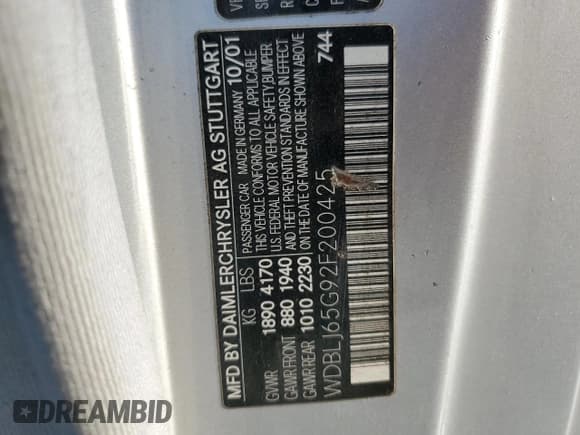 MFD BY DAIMLERCHRYSLER AG STUTTGART
KG LBS PASSENGER CAR MADE IN GERMANY 10/01
GVWR 1890 4170 THIS VEHICLE CONFORMS TO ALL APPLICABLE
U.S. FEDERAL MOTOR VEHICLE SAFETY, BUMPER
GAWR FRONT 880 1940 AND THEFT PREVENTION STANDARDS IN EFFECT
GAWR REAR 1010 2230 ON THE DATE OF MANUFACTURE SHOWN ABOVE
744
WDBLJ65G92F200425
DREAMBID